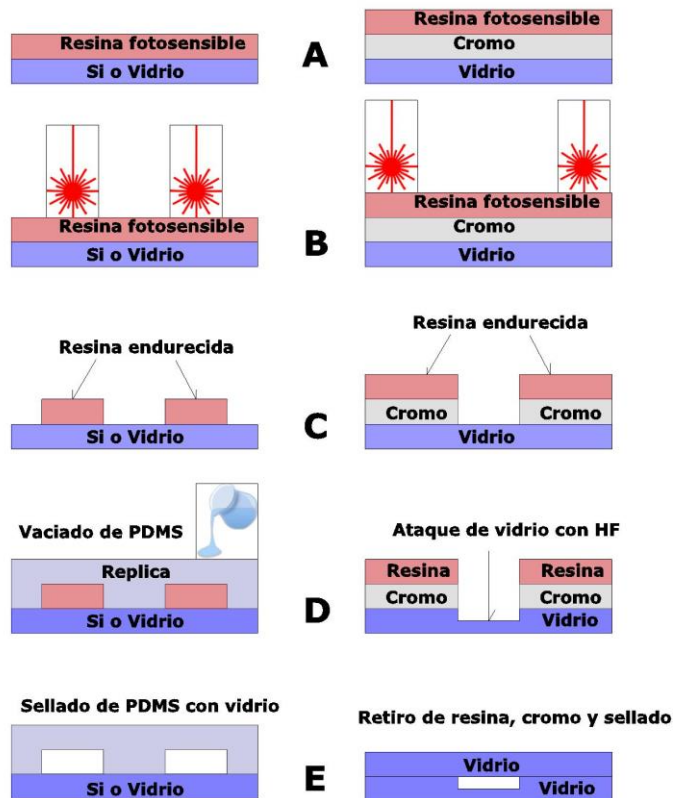 Resina fotosensible
Si o Vidrio
A
Resina fotosensible
Cromo
Vidrio
Resina fotosensible
Si o Vidrio
B
Resina fotosensible
Cromo
Vidrio
Resina endurecida
Si o Vidrio
C
Resina endurecida
Cromo
Cromo
Vidrio
Vaciado de PDMS
Replica
Si o Vidrio
D
Ataque de vidrio con HF
Resina
Resina
Cromo
Cromo
Vidrio
Sellado de PDMS con vidrio
Si o Vidrio
E
Retiro de resina, cromo y sellado
Vidrio
Vidrio